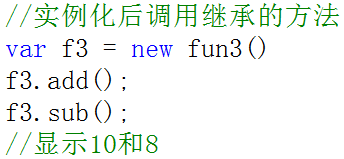 //实例化后调用继承的方法
var f3 = new fun3()
f3.add();
f3.sub();
//显示10和8